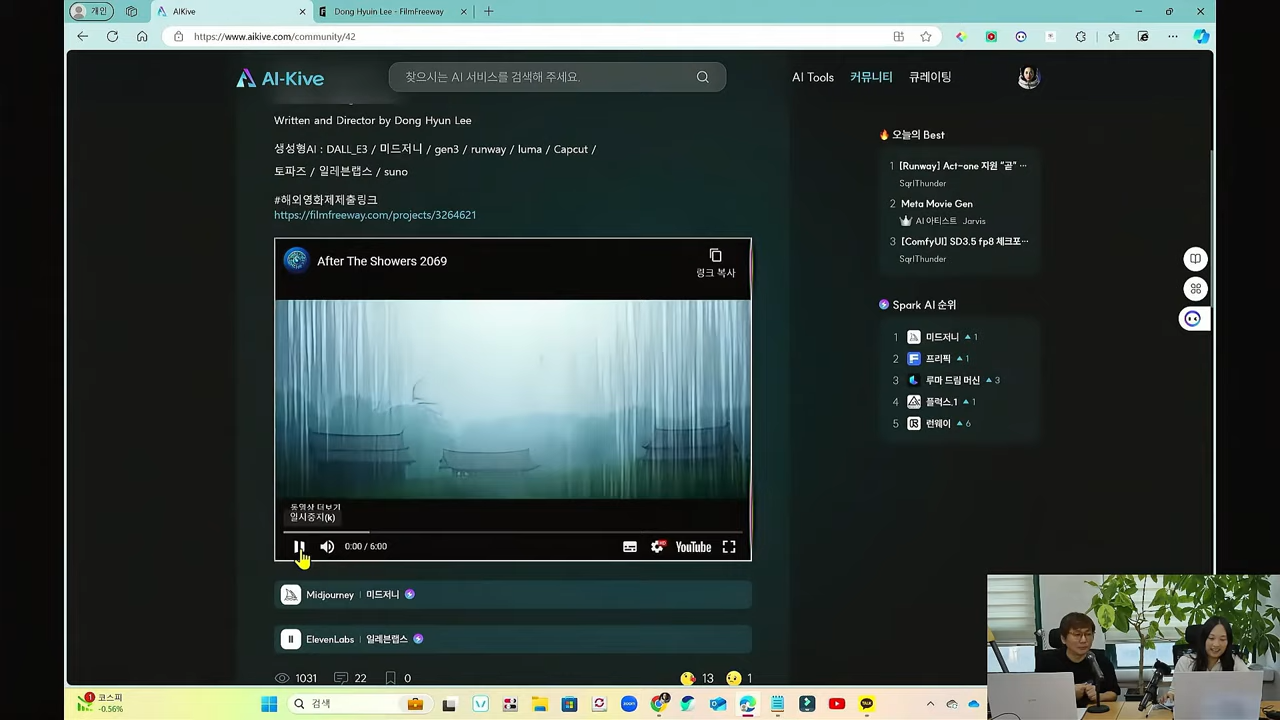 개인
AIKive
Dong Hyuin Lee - FilmFreeway
https://www.aikive.com/community/42
AI-Kive
찾으시는 AI 서비스를 검색해 주세요.
AI Tools
커뮤니티
큐레이팅
Written and Director by Dong Hyun Lee
생성형AI : DALL_E3 / 미드저니 / gen3 / runway / luma / Capcut /
토파즈 / 일레븐랩스 / suno
#해외영화제제출링크
https://filmfreeway.com/projects/3264621
After The Showers 2069
링크 복사
동영상 더보기
일시중지(k)
0:00 / 6:00
YouTube
Midjourney | 미드저니
ElevenLabs | 일레븐랩스
1031
22
0
13
1
오늘의 Best
1 [Runway] Act-one 지원 “곧” ···
SqrlThunder
2 Meta Movie Gen
AI 아티스트 Jarvis
3 [ComfyUI] SD3.5 fp8 체크포···
SqrlThunder
Spark AI 순위
1 미드저니 ▲ 1
2 프리픽 ▲ 1
3 루마 드림 머신 ▲ 3
4 플럭스.1 ▲ 1
5 런웨이 ▲ 6
1
코스피
-0.56%
검색
zoom
TALK